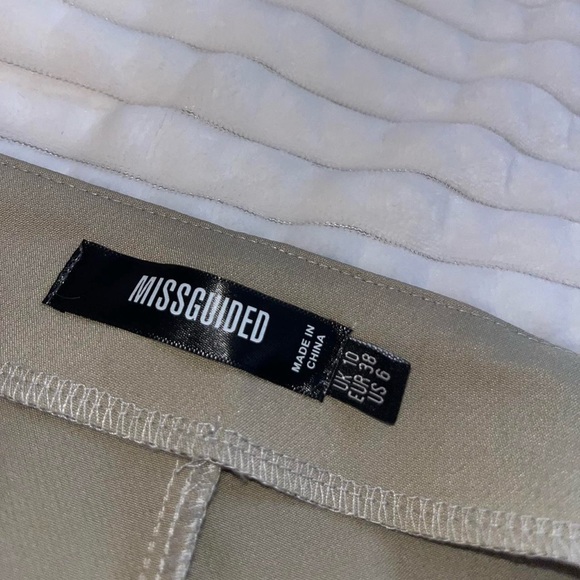 MISSGUIDED
MADE IN
CHINA
UK 10
EUR 38
US 6